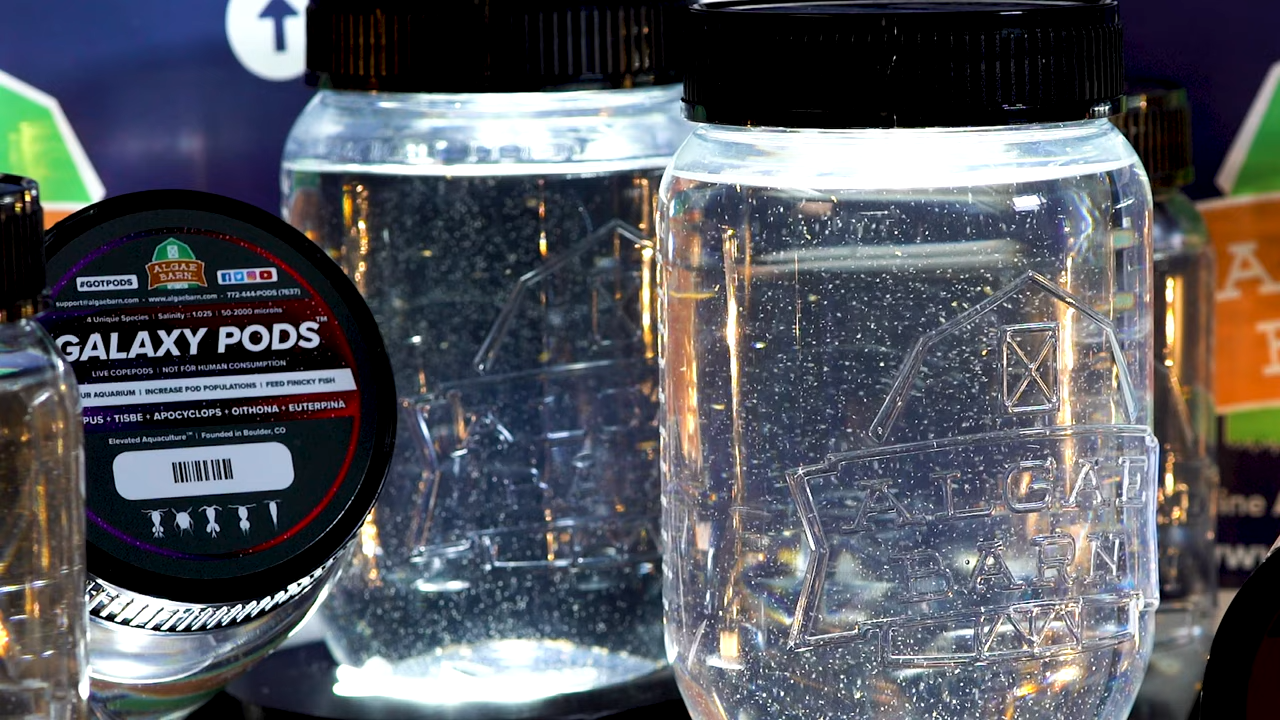 #GOTPODS
ALGAE
BARN
support@algaebarn.com - www.algaebarn.com - 772-444-PODS (7637)
4 Unique Species | Salinity :: 1.025 | 50-2000 microns
GALAXY PODS™
LIVE COPEPODS | NOT FOR HUMAN CONSUMPTION
UR AQUARIUM | INCREASE POD POPULATIONS | FEED FINICKY FISH
PUS + TISBE + APOCYCLOPS + OITHONA + EUTERPINA
Elevated Aquaculture™ | Founded in Boulder, CO
ALGAE
BARN
A
ine